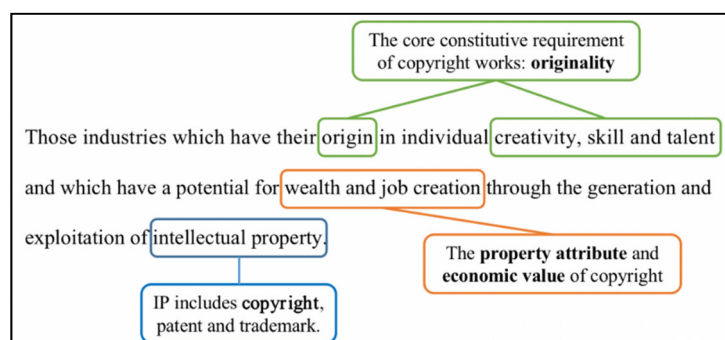 The core constitutive requirement
of copyright works: originality
Those industries which have their origin in individual creativity, skill and talent
and which have a potential for wealth and job creation through the generation and
exploitation of intellectual property.
The property attribute and
economic value of copyright
IP includes copyright,
patent and trademark.